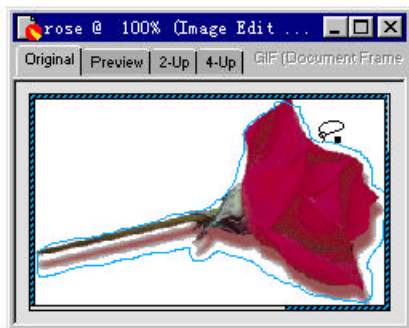 rose @ 100% (Image Edit ...
Original Preview 2-Up 4-Up GIF (Document Frame